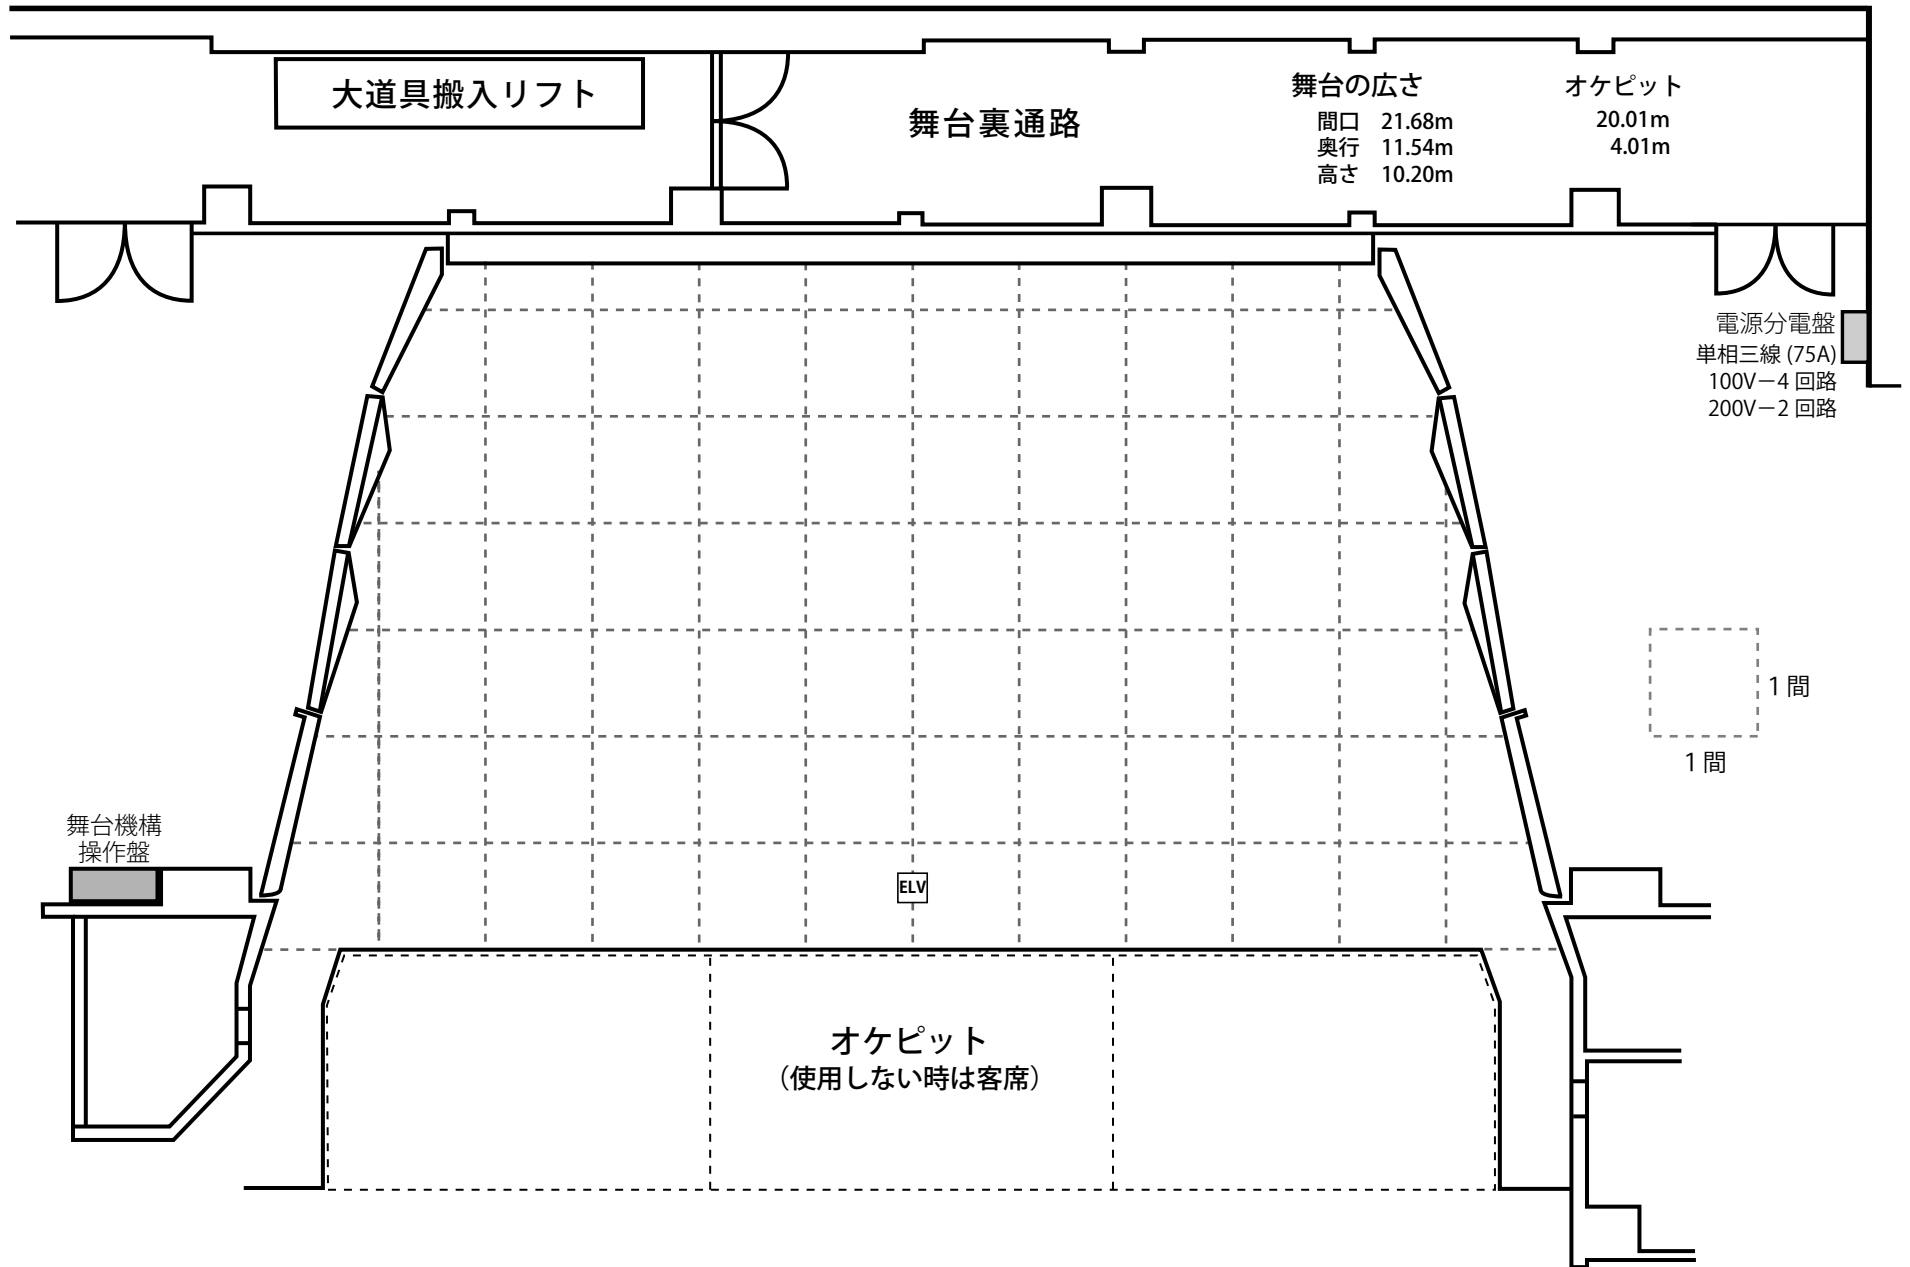 大道具搬入リフト
舞台裏通路
舞台の広さ
間口 21.68m
奥行 11.54m
高さ 10.20m
オケピット
20.01m
4.01m
電源分電盤
単相三線 (75A)
100V－4 回路
200V－2 回路
1 間
1 間
舞台機構
操作盤
ELV
オケピット
（使用しない時は客席）